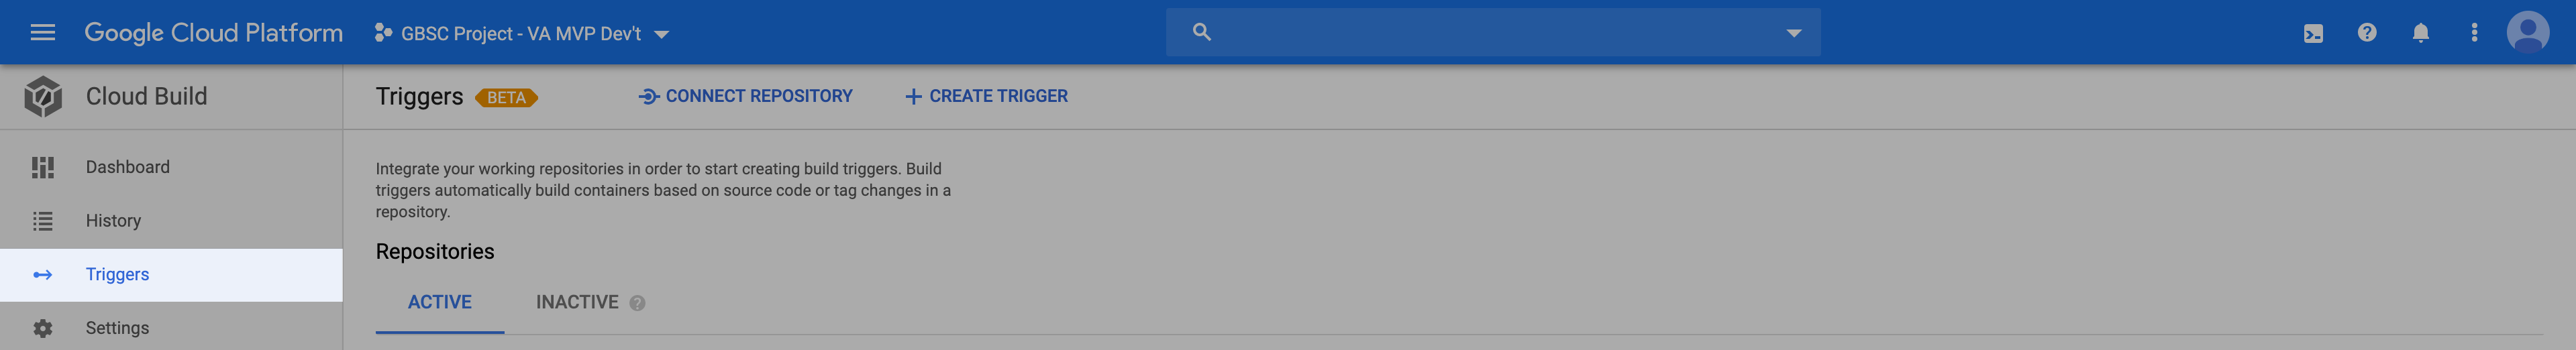 Google Cloud Platform
GBSC Project - VA MVP Dev't
Cloud Build
Triggers BETA
CONNECT REPOSITORY
CREATE TRIGGER
Dashboard
History
Triggers
Settings
Integrate your working repositories in order to start creating build triggers. Build
triggers automatically build containers based on source code or tag changes in a
repository.
Repositories
ACTIVE
INACTIVE